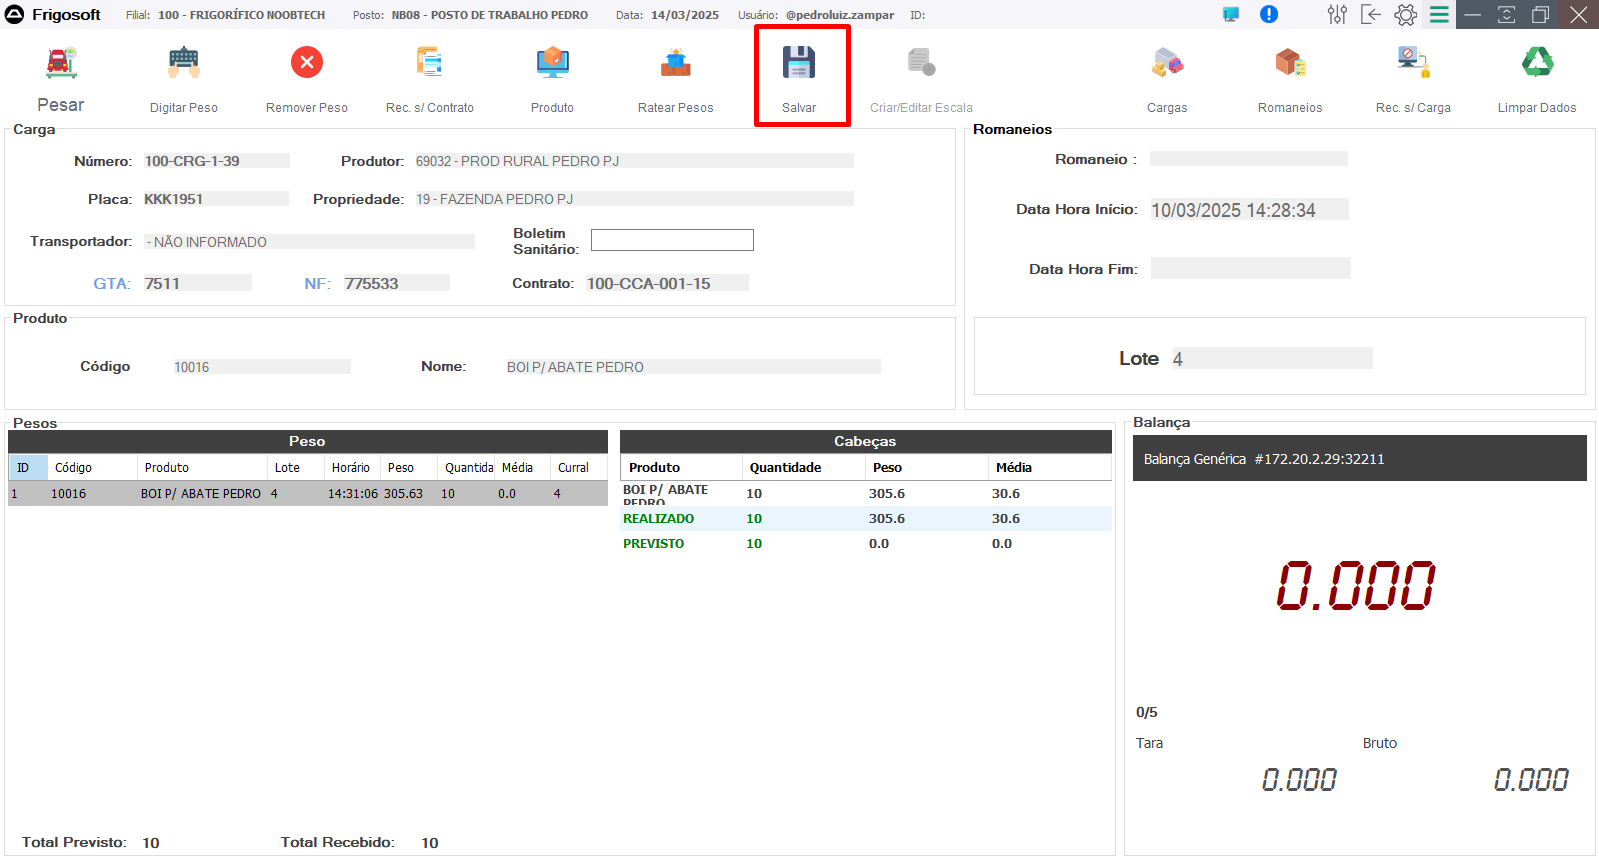 Frigosoft Filial: 100 - FRIGORÍFICO NOOBTECH Posto: NB08 - POSTO DE TRABALHO PEDRO Data: 14/03/2025 Usuário: @pedroluiz.zampar ID:
Pesar Digitar Peso Remover Peso Rec. s/ Contrato Produto Ratear Pesos Salvar Criar/Editar Escala Cargas Romaneios Rec. s/ Carga Limpar Dados
Carga
Número: 100-CRG-1-39 Produtor: 69032 - PROD RURAL PEDRO PJ
Placa: KKK1951 Propriedade: 19 - FAZENDA PEDRO PJ
Transportador: - NÃO INFORMADO Boletim
Sanitário:
GTA: 7511 NF: 775533 Contrato: 100-CCA-001-15
Romaneios
Romaneio :
Data Hora Início: 10/03/2025 14:28:34
Data Hora Fim:
Lote 4
Produto
Código 10016 Nome: BOI P/ ABATE PEDRO
Pesos
Peso
ID Código Produto Lote Horário Peso Quantida Média Curral
1 10016 BOI P/ ABATE PEDRO 4 14:31:06 305.63 10 0.0 4
Cabeças
Produto Quantidade Peso Média
BOI P/ ABATE
PEDRO 10 305.6 30.6
REALIZADO 10 305.6 30.6
PREVISTO 10 0.0 0.0
Total Previsto: 10 Total Recebido: 10
Balança
Balança Genérica #172.20.2.29:32211
0.000
0/5
Tara Bruto
0.000 0.000